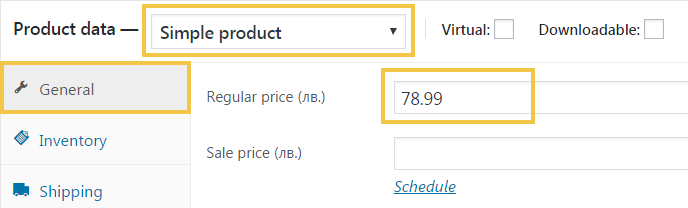 Product data — Simple product Virtual: Downloadable:
General
Regular price (лв.) 78.99
Inventory
Sale price (лв.)
Schedule
Shipping